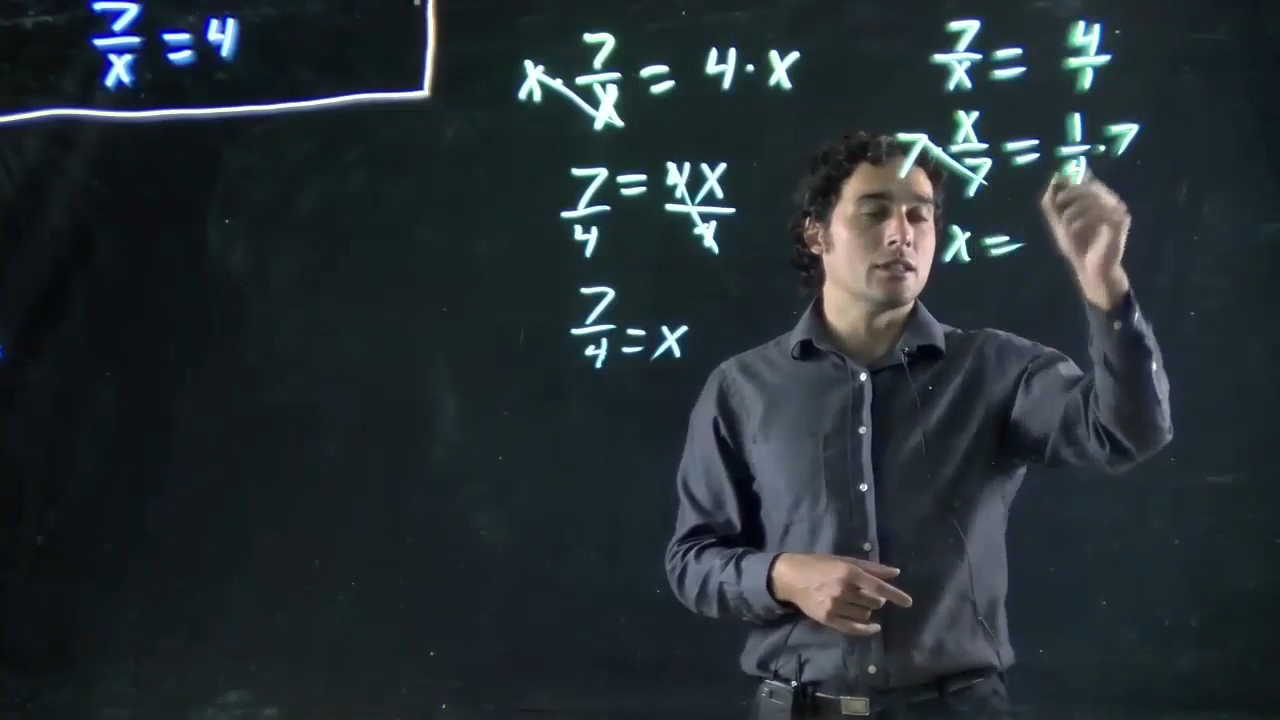 7/x = 4
x · 7/x = 4 · x
7/4 = 4x/4
7/4 = x
7/x = 4/1
7 · x/7 = 1/4 · 7
x =